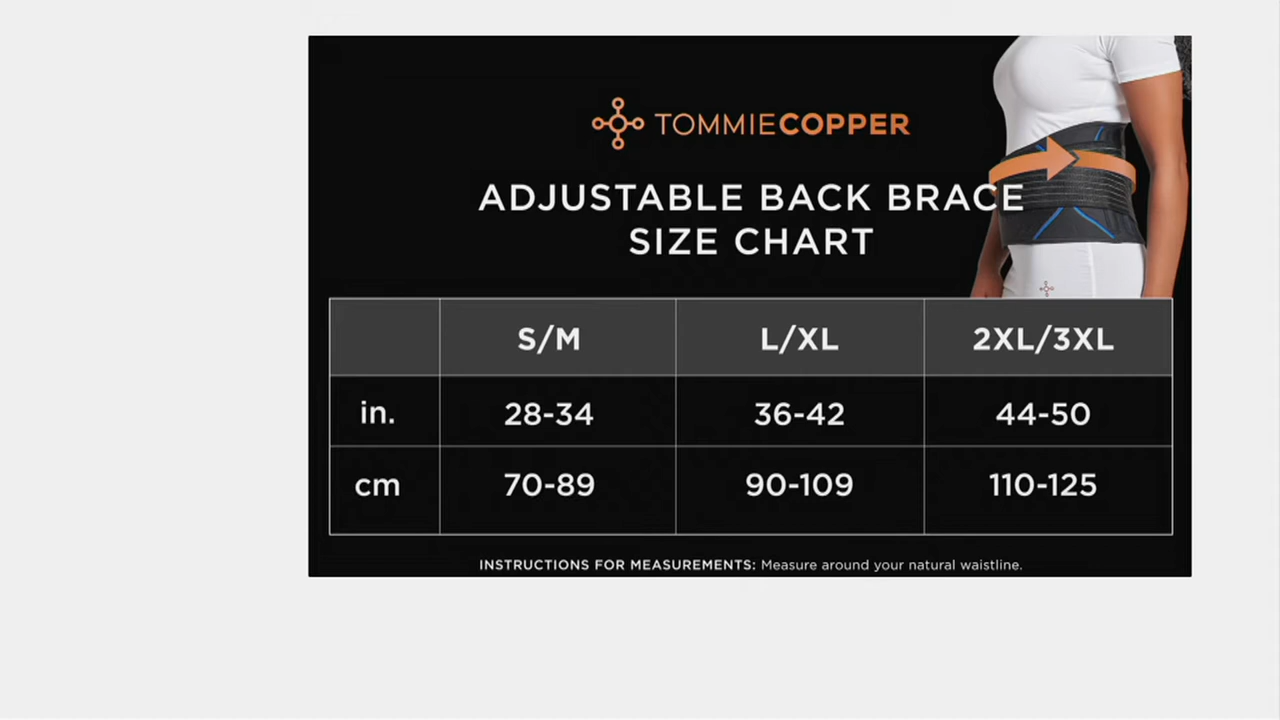 TOMMIECOPPER
ADJUSTABLE BACK BRACE
SIZE CHART
S/M L/XL 2XL/3XL
in. 28-34 36-42 44-50
cm 70-89 90-109 110-125
INSTRUCTIONS FOR MEASUREMENTS: Measure around your natural waistline.